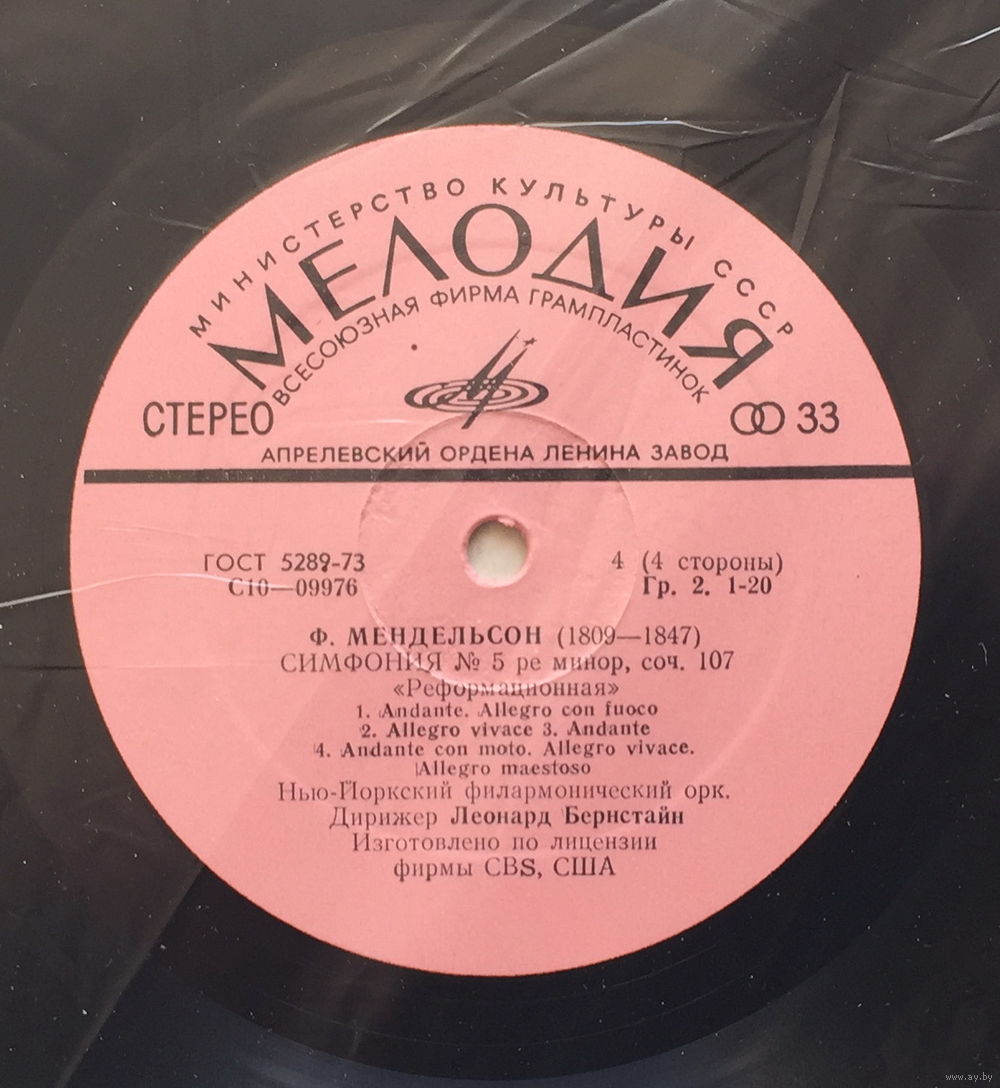 МИНИСТЕРСТВО КУЛЬТУРЫ СССР
МЕЛОДИЯ
ВСЕСОЮЗНАЯ ФИРМА ГРАМПЛАСТИНОК
СТЕРЕО
33
АПРЕЛЕВСКИЙ ОРДЕНА ЛЕНИНА ЗАВОД
ГОСТ 5289-73
С10—09976
4 (4 стороны)
Гр. 2. 1-20
Ф. МЕНДЕЛЬСОН (1809—1847)
СИМФОНИЯ № 5 ре минор, соч. 107
«Реформационная»
1. Andante. Allegro con fuoco
2. Allegro vivace 3. Andante
4. Andante con moto. Allegro vivace.
Allegro maestoso
Нью-Йоркский филармонический орк.
Дирижер Леонард Бернстайн
Изготовлено по лицензии
фирмы CBS, США
www.ay.by